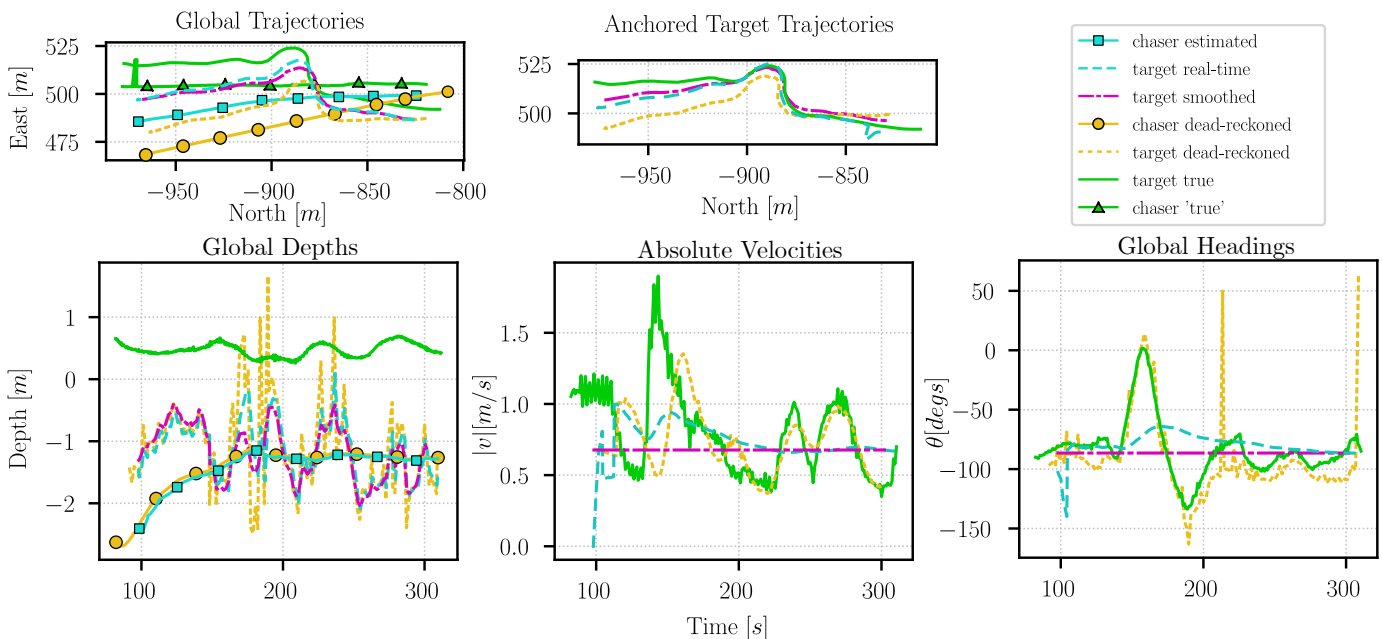 Global Trajectories
525
500
475
East [m]
−950
−900
−850
−800
North [m]
Anchored Target Trajectories
525
500
−950
−900
−850
North [m]
chaser estimated
target real-time
target smoothed
chaser dead-reckoned
target dead-reckoned
target true
chaser 'true'
Global Depths
1
0
−1
−2
Depth [m]
100
200
300
Absolute Velocities
1.5
1.0
0.5
0.0
|v|[m/s]
100
200
300
Time [s]
Global Headings
50
0
−50
−100
−150
θ[degs]
100
200
300